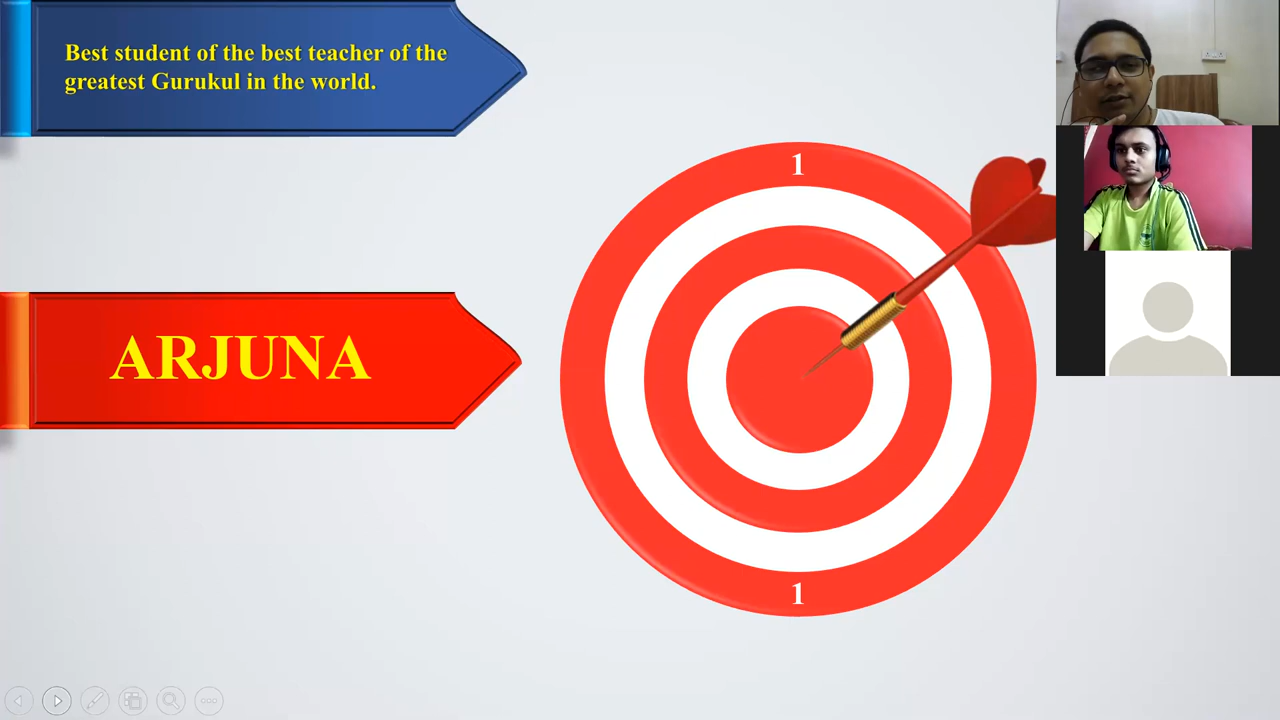 Best student of the best teacher of the
greatest Gurukul in the world.
1
ARJUNA
1